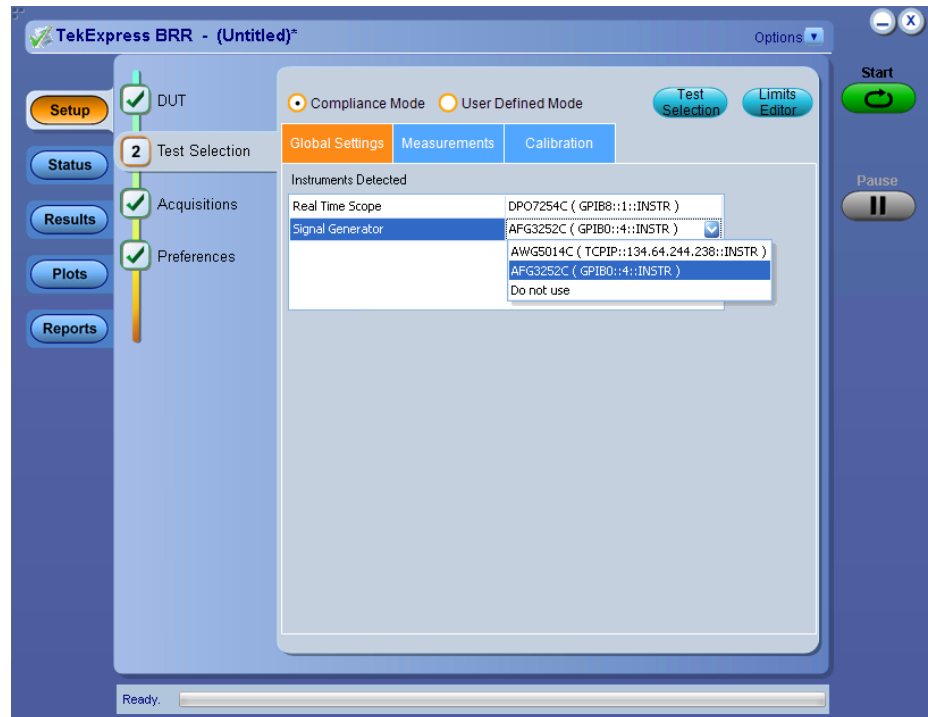 TekExpress BRR - (Untitled)*
Options
Start
Setup
Status
Results
Plots
Reports
DUT
2 Test Selection
Acquisitions
Preferences
Compliance Mode
User Defined Mode
Test Selection
Limits Editor
Pause
Global Settings
Measurements
Calibration
Instruments Detected
Real Time Scope
DPO7254C ( GPIB8::1::INSTR )
Signal Generator
AFG3252C ( GPIB0::4::INSTR )
AWG5014C ( TCPIP::134.64.244.238::INSTR )
AFG3252C ( GPIB0::4::INSTR )
Do not use
Ready.